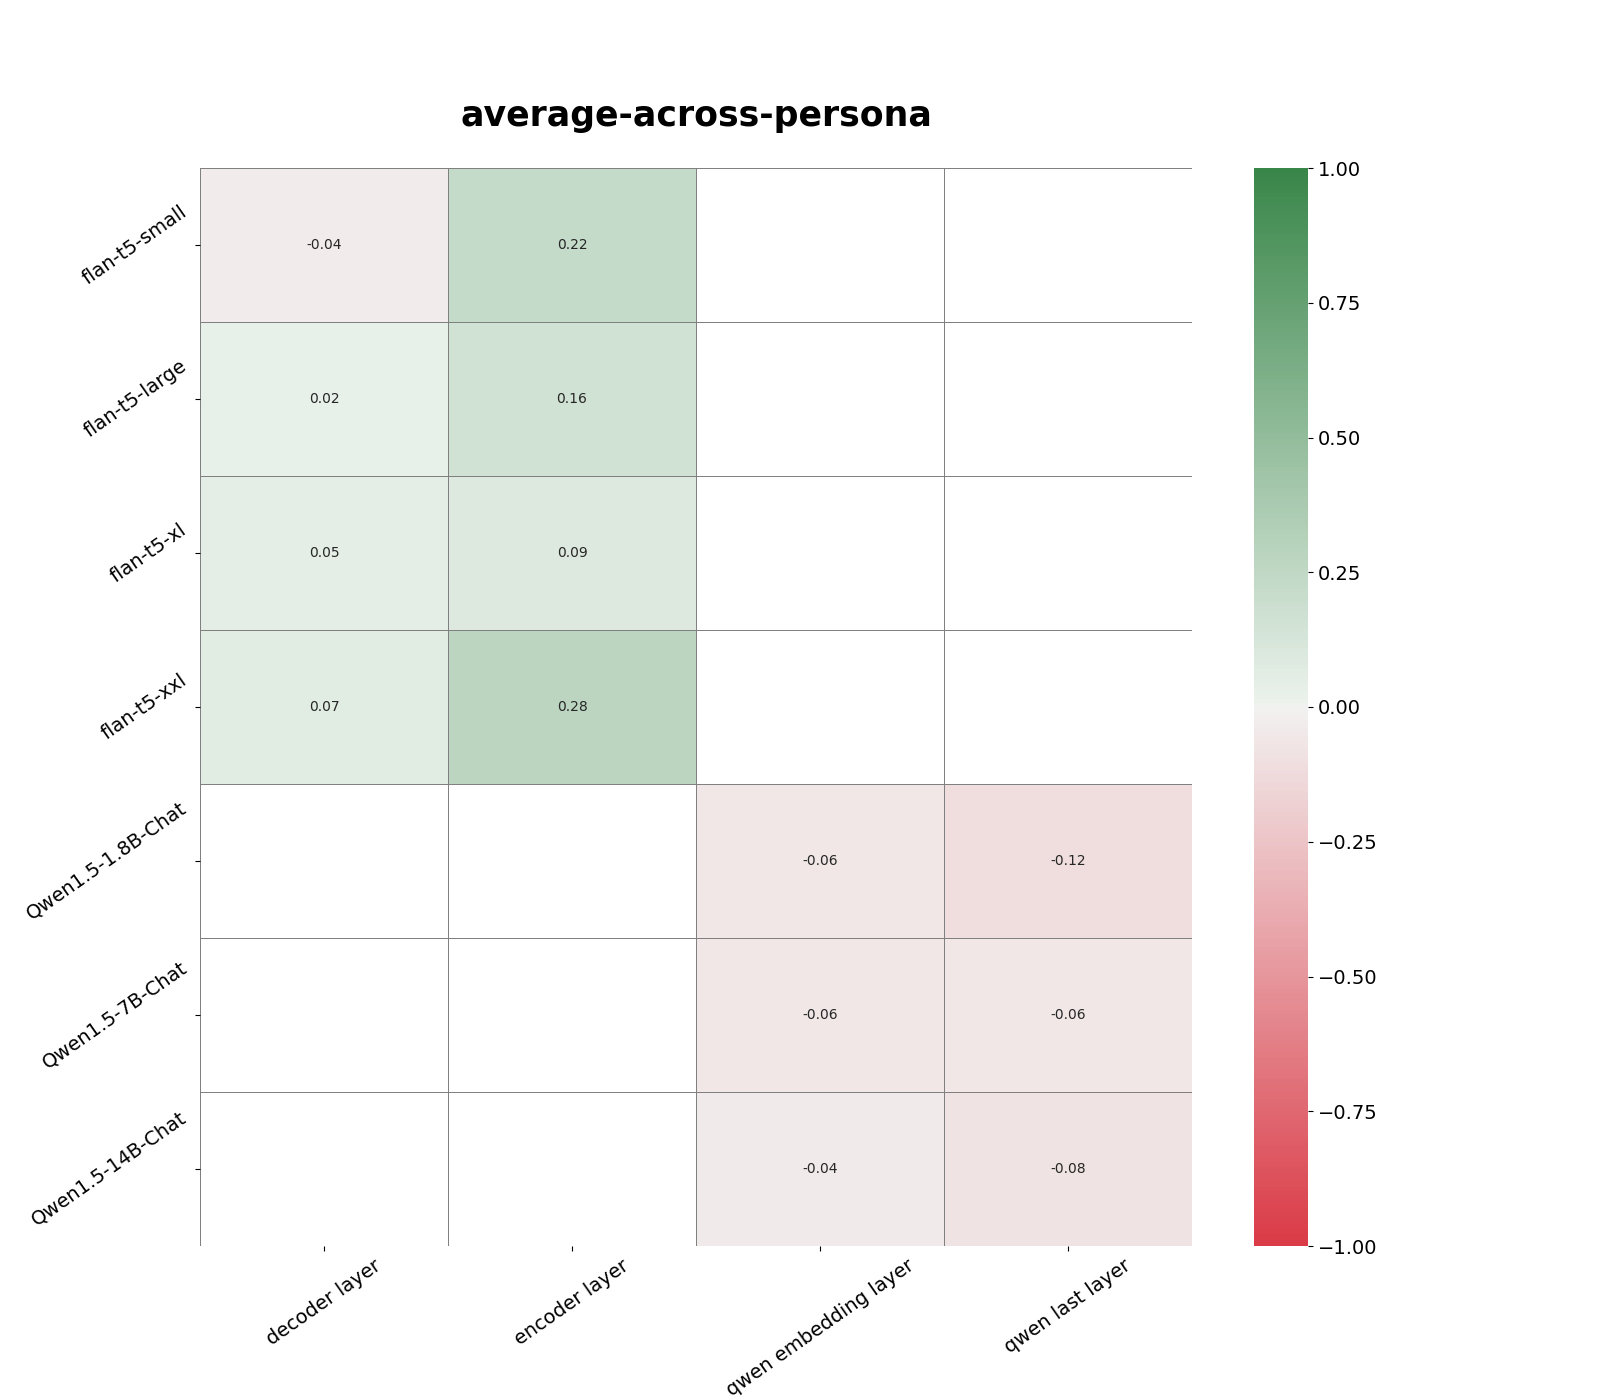 average-across-persona
flan-t5-small
-0.04
0.22
flan-t5-large
0.02
0.16
flan-t5-xl
0.05
0.09
flan-t5-xxl
0.07
0.28
Qwen1.5-1.8B-Chat
-0.06
-0.12
Qwen1.5-7B-Chat
-0.06
-0.06
Qwen1.5-14B-Chat
-0.04
-0.08
decoder layer
encoder layer
qwen embedding layer
qwen last layer
1.00
0.75
0.50
0.25
0.00
−0.25
−0.50
−0.75
−1.00